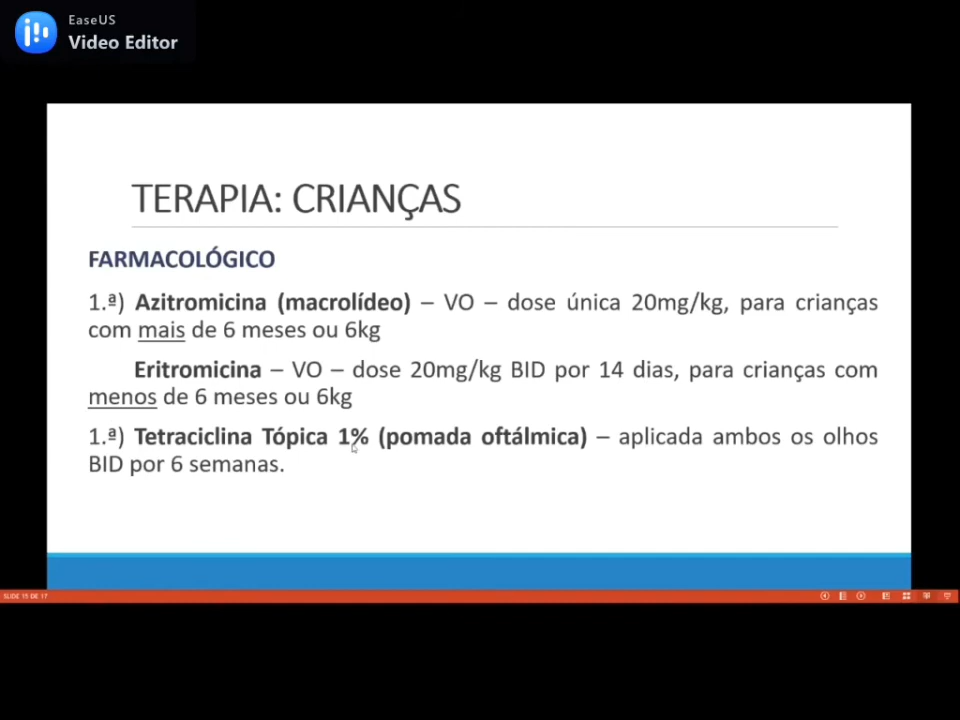 EaseUS
Video Editor
TERAPIA: CRIANÇAS
FARMACOLÓGICO
1.ª) Azitromicina (macrolídeo) – VO – dose única 20mg/kg, para crianças
com mais de 6 meses ou 6kg
Eritromicina – VO – dose 20mg/kg BID por 14 dias, para crianças com
menos de 6 meses ou 6kg
1.ª) Tetraciclina Tópica 1% (pomada oftálmica) – aplicada ambos os olhos
BID por 6 semanas.
SLIDE 15 DE 17